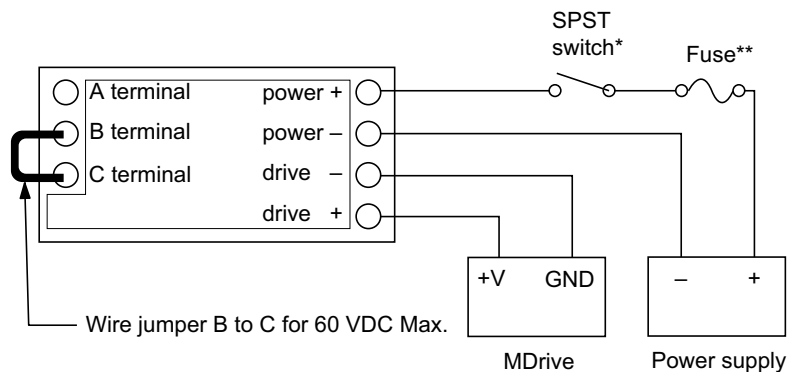 SPST
switch*
Fuse**
A terminal power +
B terminal power –
C terminal drive –
drive +
+V GND
– +
Wire jumper B to C for 60 VDC Max.
MDrive
Power supply